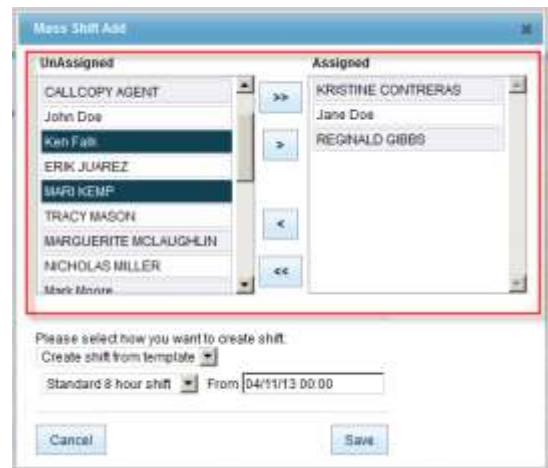 Mass Shift Add
UnAssigned
CALLCOPY AGENT
John Doe
Ken Falk
ERIK JUAREZ
MARI KEMP
TRACY MASON
MARGUERITE MCLAUGHLIN
NICHOLAS MILLER
Mark Moore
>>
>
<
<<
Assigned
KRISTINE CONTRERAS
Jane Doe
REGINALD GIBBS
Please select how you want to create shift.
Create shift from template
Standard 8 hour shift From 04/11/13 00:00
Cancel Save